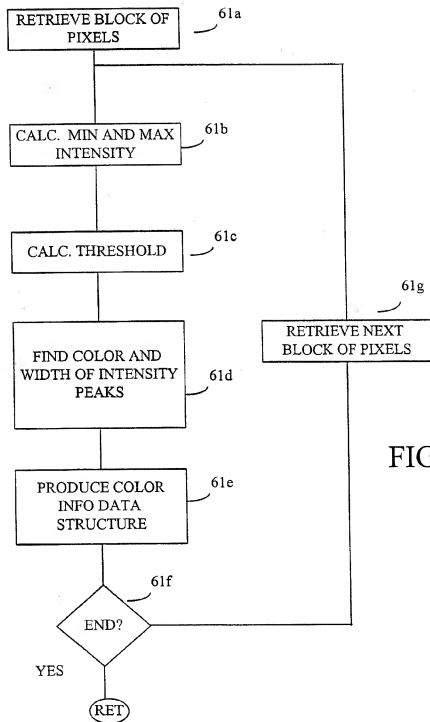 RETRIEVE BLOCK OF
PIXELS
61a
CALC. MIN AND MAX
INTENSITY
61b
CALC. THRESHOLD
61c
61g
RETRIEVE NEXT
BLOCK OF PIXELS
FIND COLOR AND
WIDTH OF INTENSITY
PEAKS
61d
PRODUCE COLOR
INFO DATA
STRUCTURE
61e
FIG
61f
END?
YES
RET